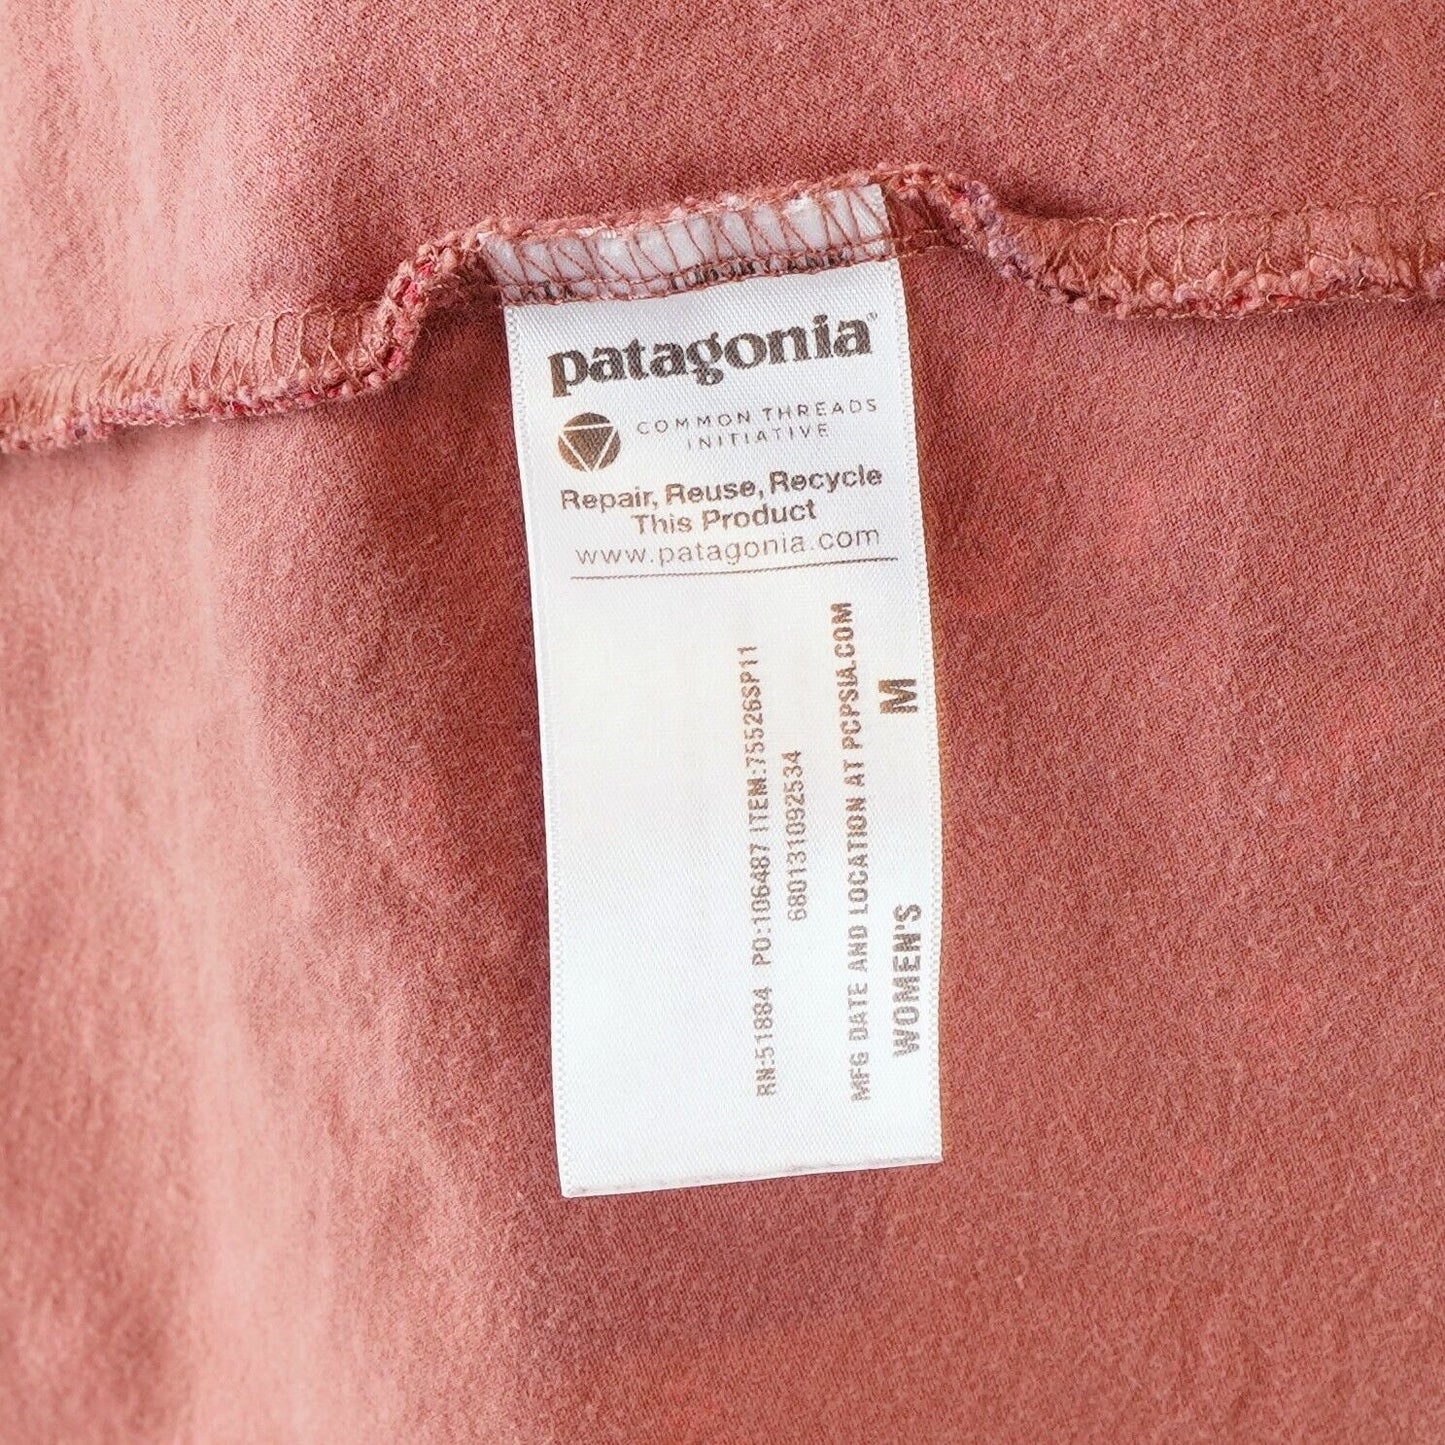 patagonia
COMMON THREADS
INITIATIVE
Repair, Reuse, Recycle
This Product
www.patagonia.com
RN:51884 PO:106487 ITEM:75526SP11
680131092534
MFG DATE AND LOCATION AT PCPSIA.COM
WOMEN'S M